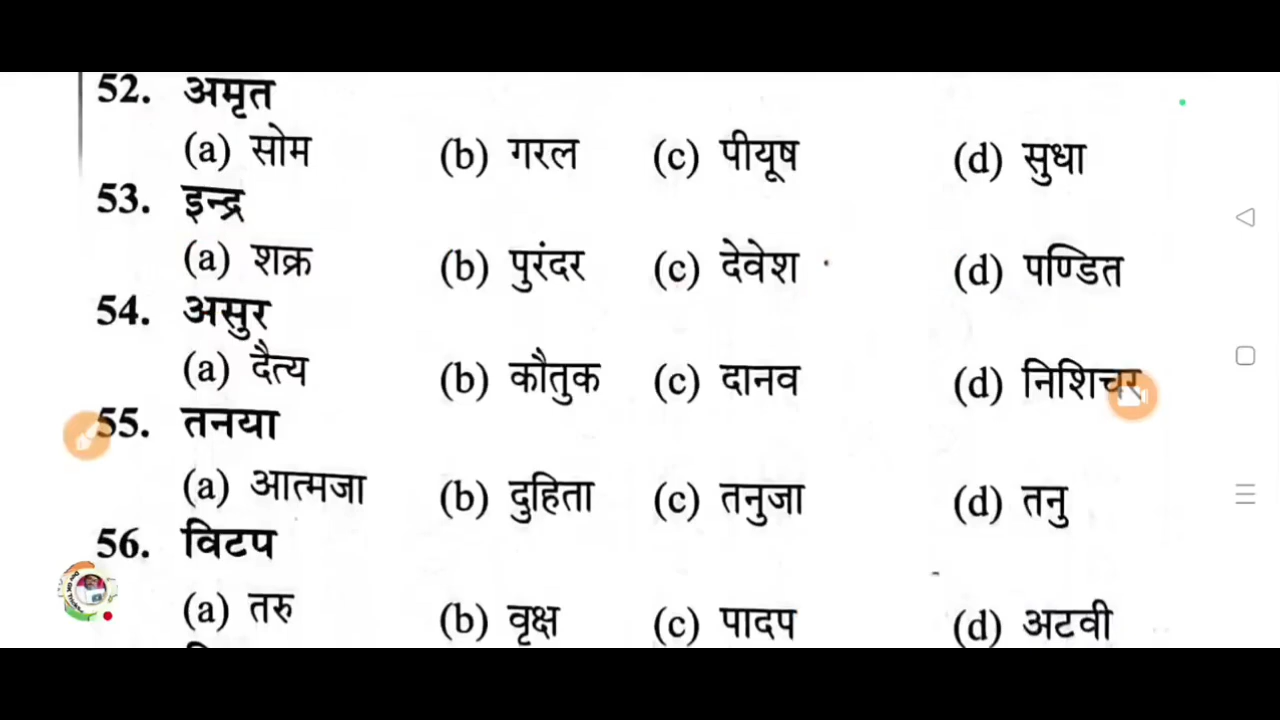 52. अमृत
(a) सोम (b) गरल (c) पीयूष (d) सुधा
53. इन्द्र
(a) शक्र (b) पुरंदर (c) देवेश (d) पण्डित
54. असुर
(a) दैत्य (b) कौतुक (c) दानव (d) निशिचर
55. तनया
(a) आत्मजा (b) दुहिता (c) तनुजा (d) तनु
56. विटप
(a) तरु (b) वृक्ष (c) पादप (d) अटवी